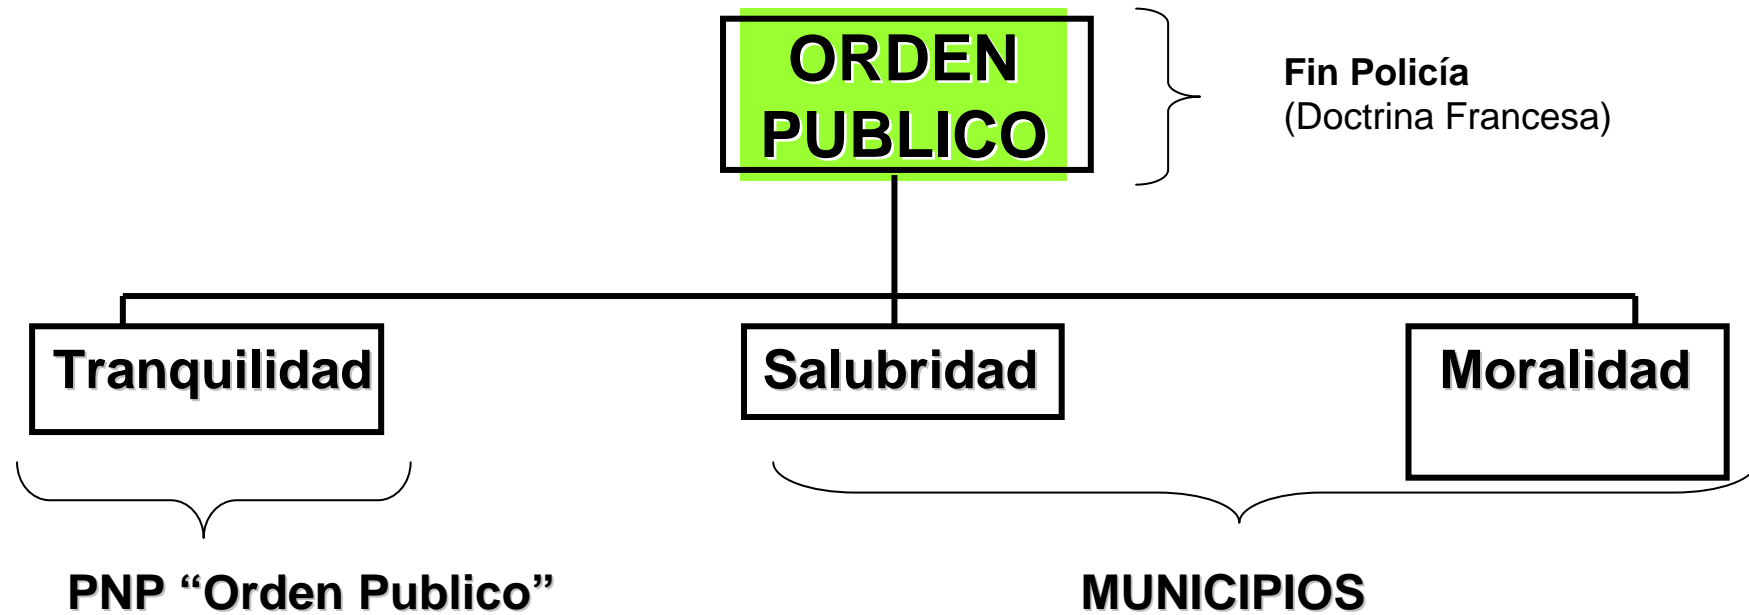 ORDEN
PUBLICO
Fin Policía
(Doctrina Francesa)
Tranquilidad
Salubridad
Moralidad
PNP “Orden Publico”
MUNICIPIOS